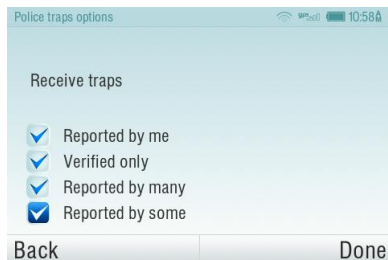 Police traps options
10:58A
Receive traps
Reported by me
Verified only
Reported by many
Reported by some
Back
Done